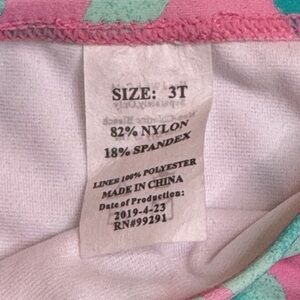 SIZE: 3T
82% NYLON
18% SPANDEX
LINER 100% POLYESTER
MADE IN CHINA
Date of Production:
2019-4-23
RN#99291